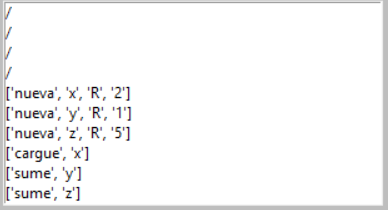 /
/
/
/
['nueva', 'x', 'R', '2']
['nueva', 'y', 'R', '1']
['nueva', 'z', 'R', '5']
['cargue', 'x']
['sume', 'y']
['sume', 'z']